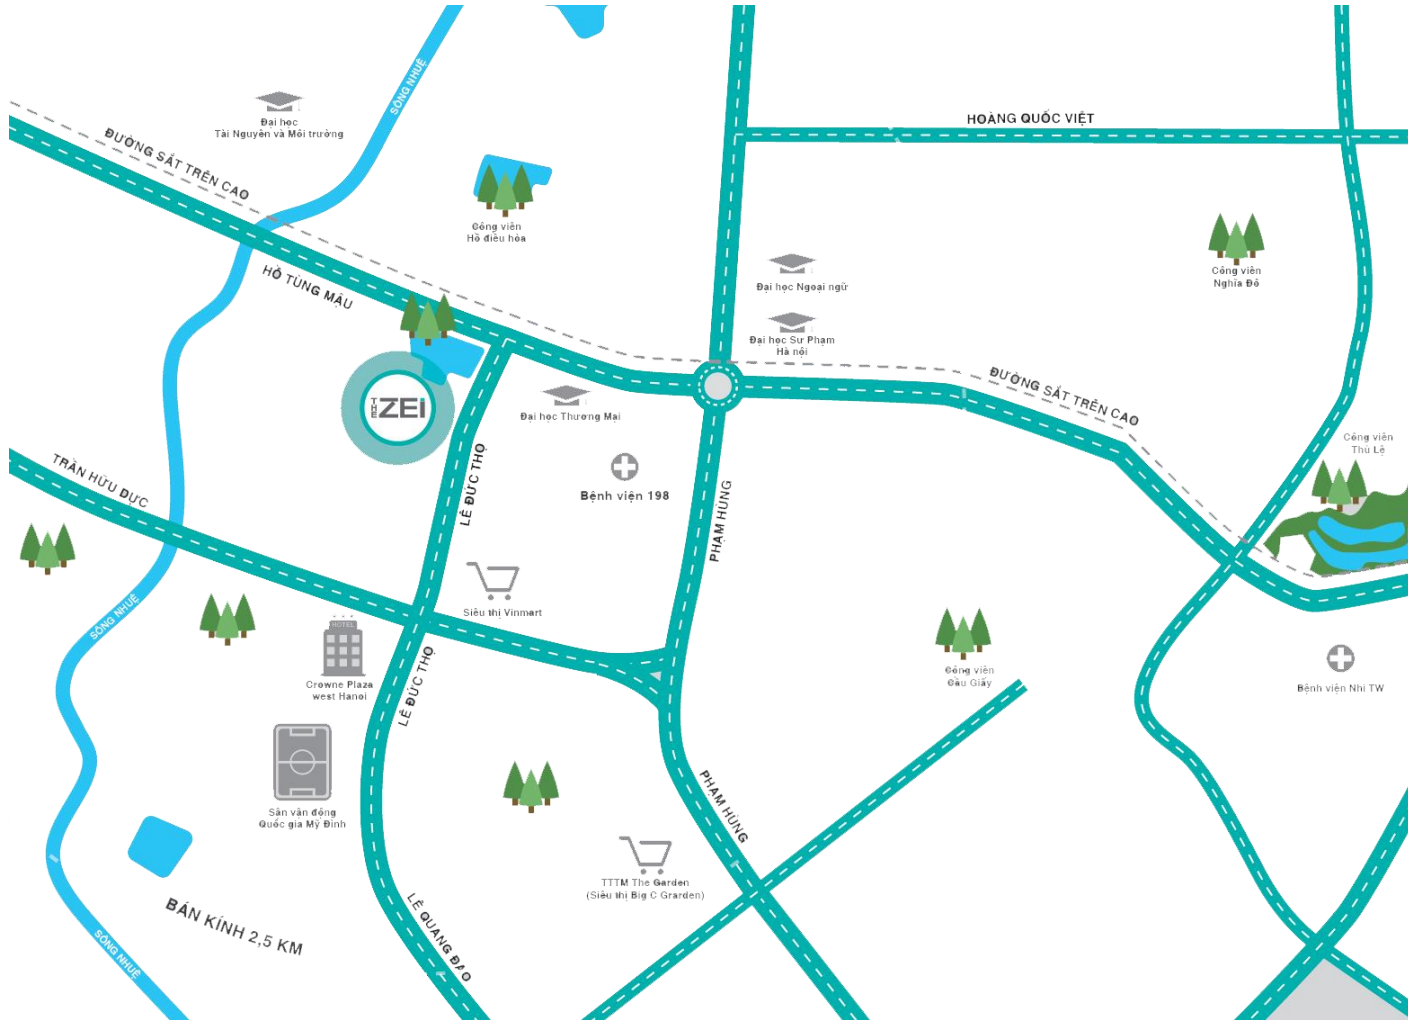 SÔNG NHUỆ
Đại học
Tài Nguyên và Môi trường
HOÀNG QUỐC VIỆT
ĐƯỜNG SẮT TRÊN CAO
Công viên
Hồ điều hòa
HỒ TÙNG MẬU
Đại học Ngoại ngữ
Công viên
Nghĩa Đô
Đại học Sư Phạm
Hà nội
ĐƯỜNG SẮT TRÊN CAO
THE ZEI
Đại học Thương Mại
Công viên
Thủ Lệ
LÊ ĐỨC THỌ
Bệnh viện 198
TRẦN HỮU DỰC
PHẠM HÙNG
Siêu thị Vinmart
SÔNG NHUỆ
HOTEL
Crowne Plaza
west Hanoi
LÊ ĐỨC THỌ
Công viên
Cầu Giấy
Bệnh viện Nhi TW
Sân vận động
Quốc gia Mỹ Đình
PHẠM HÙNG
TTTM The Garden
(Siêu thị Big C Grarden)
BÁN KÍNH 2,5 KM
LÊ QUANG ĐẠO
SÔNG NHUỆ